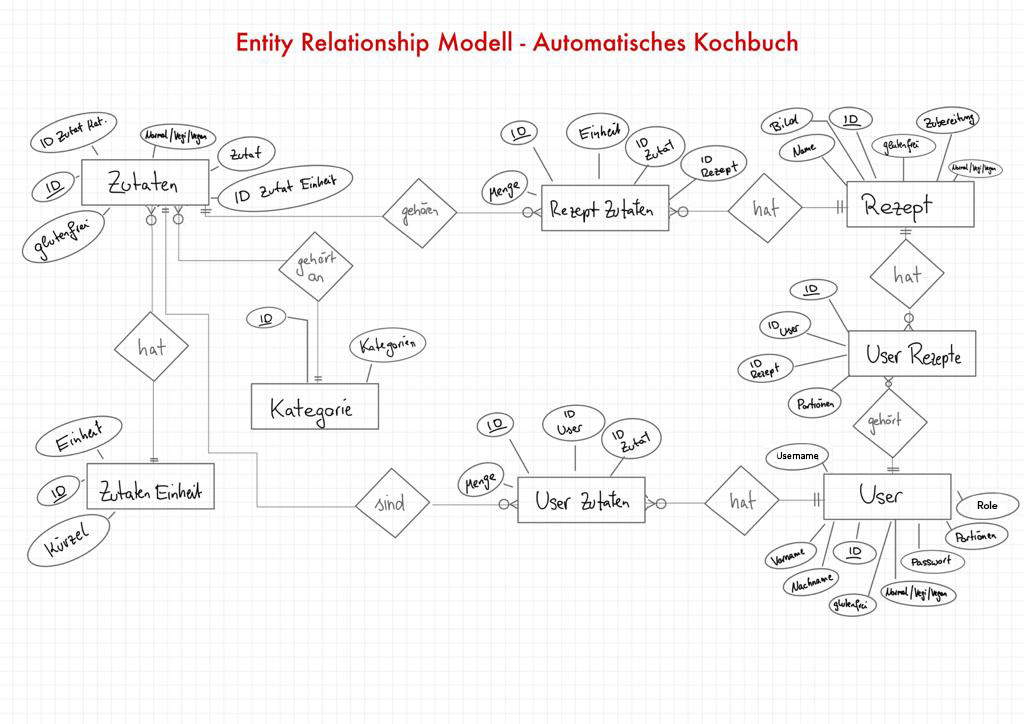 Entity Relationship Modell - Automatisches Kochbuch
ID Zutat Kat.
Normal/Vegi/Vegan
Zutat
ID
Zutaten
ID Zutat Einheit
glutenfrei
gehören
ID
Einheit
ID
Zutat
ID
Rezept
Menge
Rezept Zutaten
hat
Bild
ID
Zubereitung
Name
glutenfrei
Normal/Vegi/Vegan
Rezept
gehört
an
hat
hat
ID
Kategorien
Kategorie
ID
ID User
ID
Rezept
Portionen
User Rezepte
gehört
Einheit
ID
Zutaten Einheit
Kürzel
sind
ID
ID
User
ID
Zutat
Menge
User Zutaten
hat
Username
User
Role
Portionen
Vorname
ID
Passwort
Nachname
glutenfrei
Normal/Vegi/Vegan